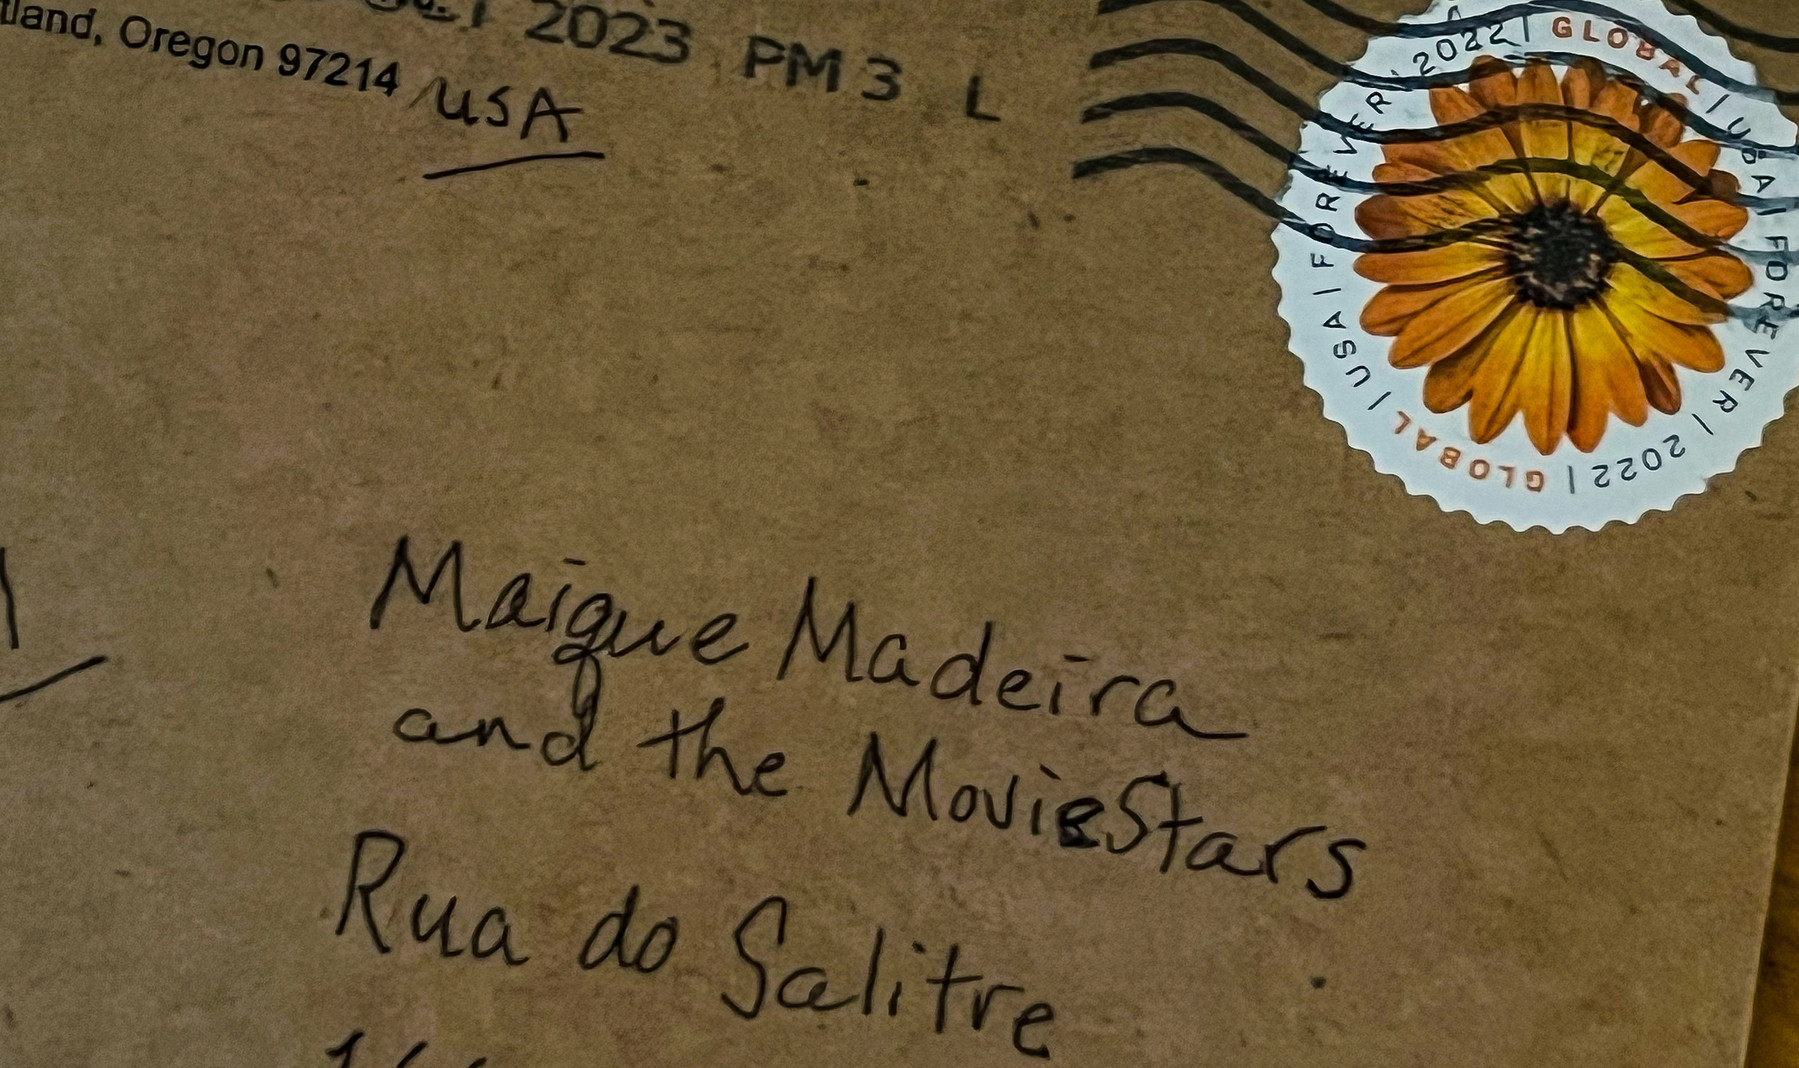 2023 PM 3 L
tland, Oregon 97214 USA
GLOBAL | USA | FOREVER | 2022 | GLOBAL | USA | FOREVER | 2022 |
Maique Madeira
and the MovieStars
Rua do Salitre